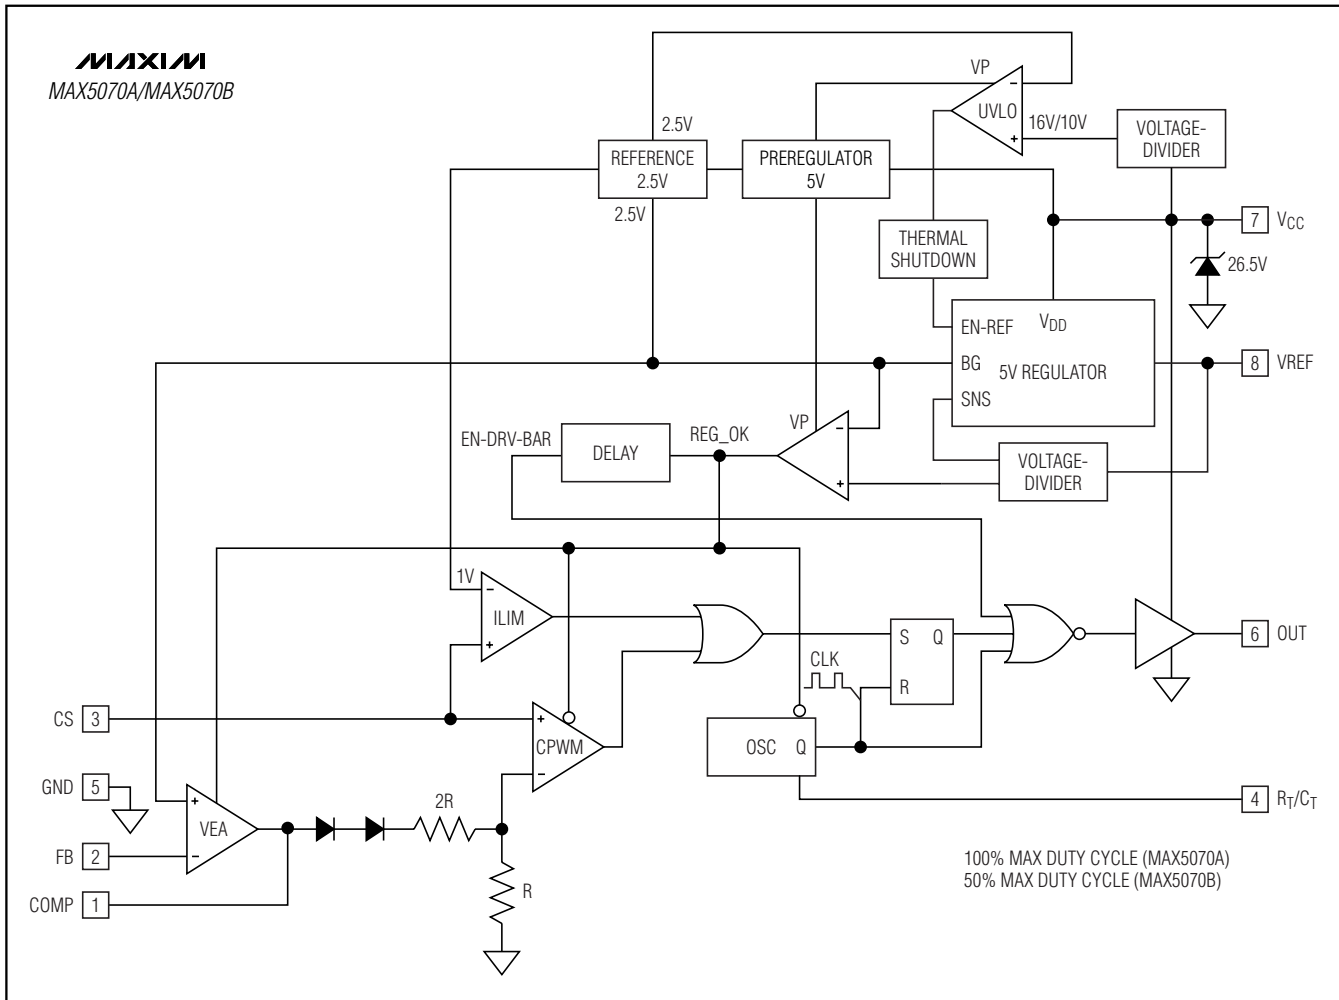 MAXIM
MAX5070A/MAX5070B
VP
−
UVLO
+
16V/10V
VOLTAGE-
DIVIDER
2.5V
REFERENCE
2.5V
2.5V
PREREGULATOR
5V
THERMAL
SHUTDOWN
7 VCC
26.5V
EN-REF
VDD
BG
5V REGULATOR
SNS
8 VREF
VP
−
+
EN-DRV-BAR
DELAY
REG_OK
VOLTAGE-
DIVIDER
1V
−
ILIM
+
S Q
R
CLK
6 OUT
CS 3
+
CPWM
−
OSC Q
GND 5
4 RT/CT
+
VEA
−
2R
FB 2
R
COMP 1
100% MAX DUTY CYCLE (MAX5070A)
50% MAX DUTY CYCLE (MAX5070B)